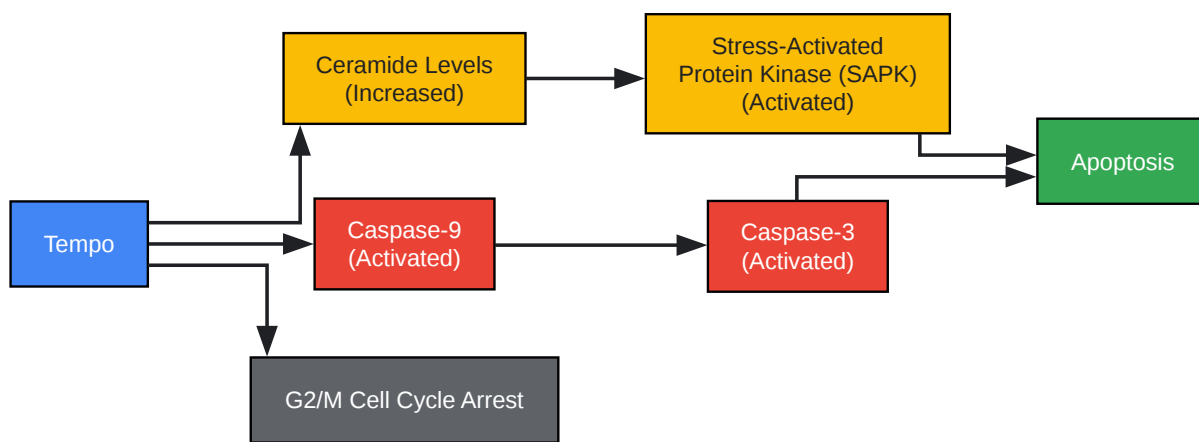 Ceramide Levels
(Increased)
Stress-Activated
Protein Kinase (SAPK)
(Activated)
Apoptosis
Tempo
Caspase-9
(Activated)
Caspase-3
(Activated)
G2/M Cell Cycle Arrest